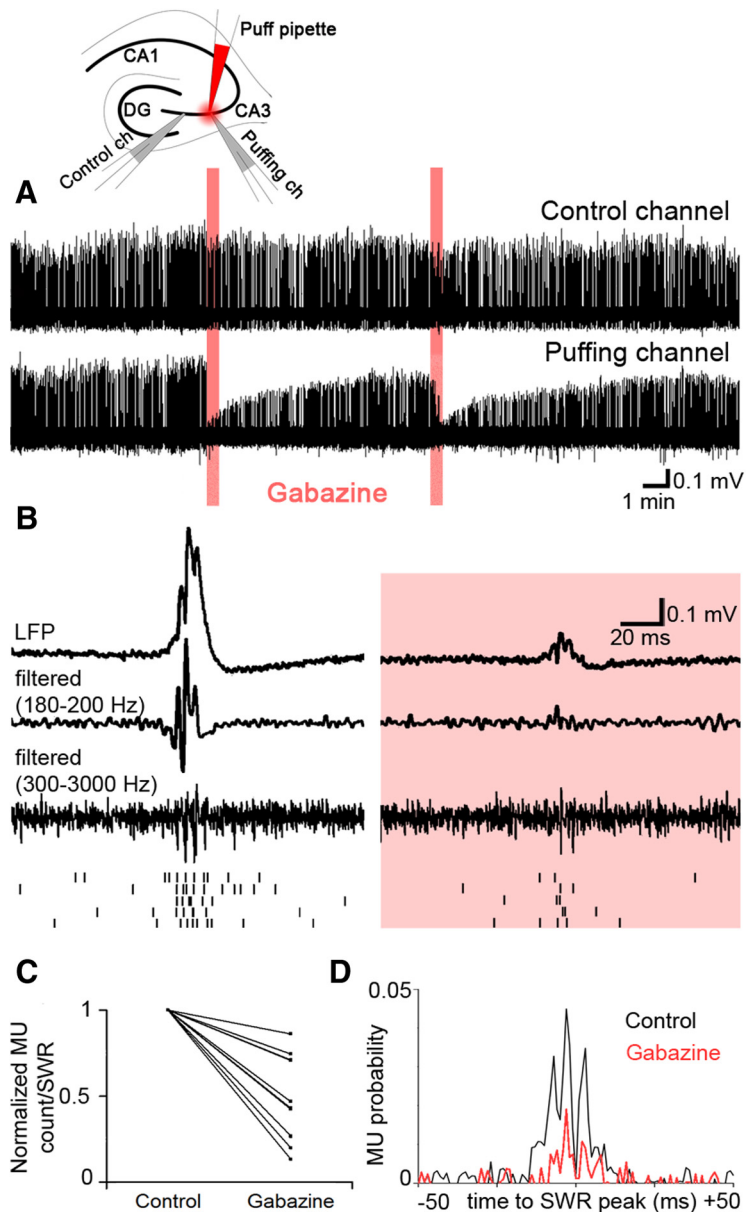 Puff pipette
CA1
DG
CA3
Control ch
Puffing ch
A
Control channel
Puffing channel
Gabazine
0.1 mV
1 min
B
LFP
0.1 mV
20 ms
filtered
(180-200 Hz)
filtered
(300-3000 Hz)
C
Normalized MU
count/SWR
1
0.5
0
Control
Gabazine
D
0.05
MU probability
Control
Gabazine
0
-50
time to SWR peak (ms)
+50